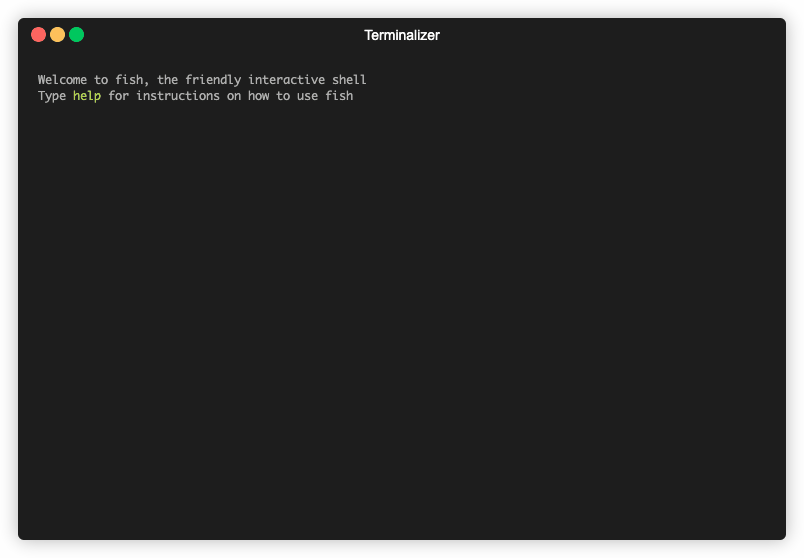 Terminalizer
Welcome to fish, the friendly interactive shell
Type help for instructions on how to use fish